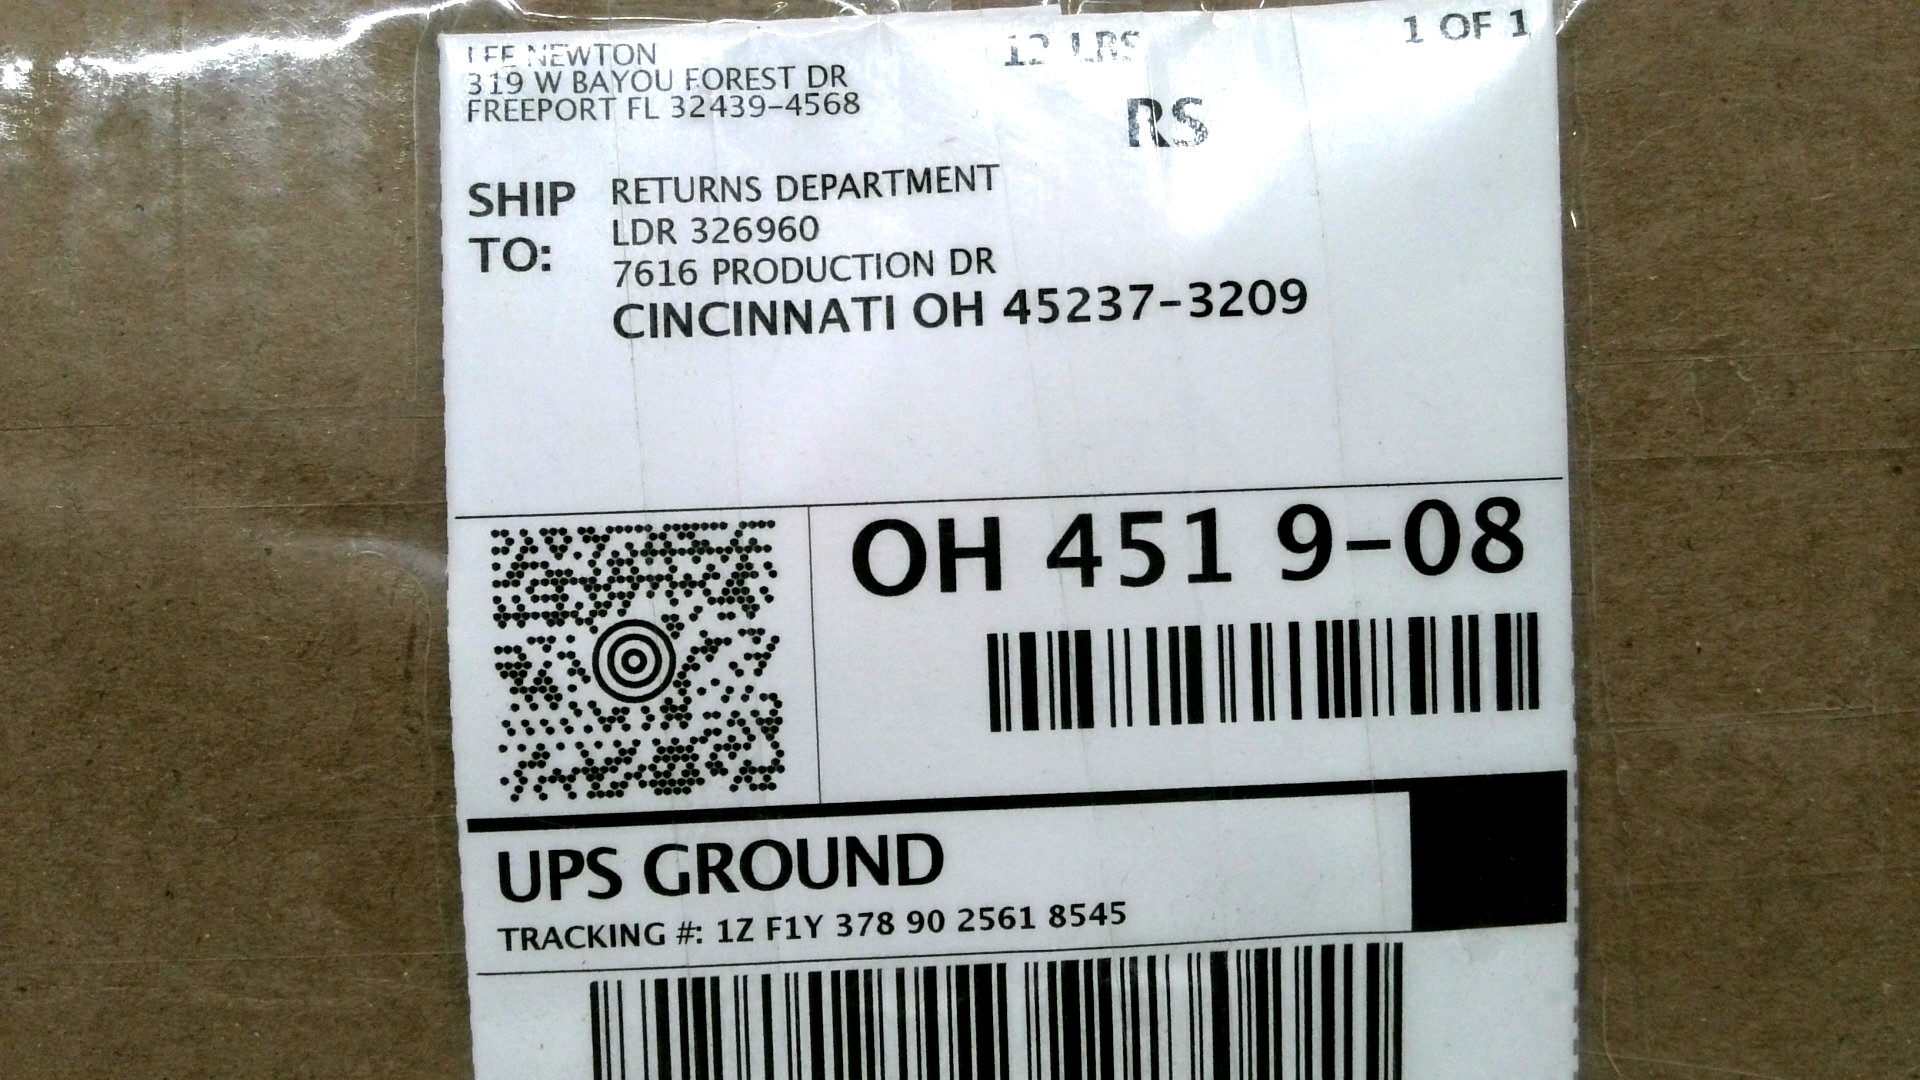 LEE NEWTON
319 W BAYOU FOREST DR
FREEPORT FL 32439-4568
12 LBS
1 OF 1
RS
SHIP TO:
RETURNS DEPARTMENT
LDR 326960
7616 PRODUCTION DR
CINCINNATI OH 45237-3209
OH 451 9-08
UPS GROUND
TRACKING #: 1Z F1Y 378 90 2561 8545